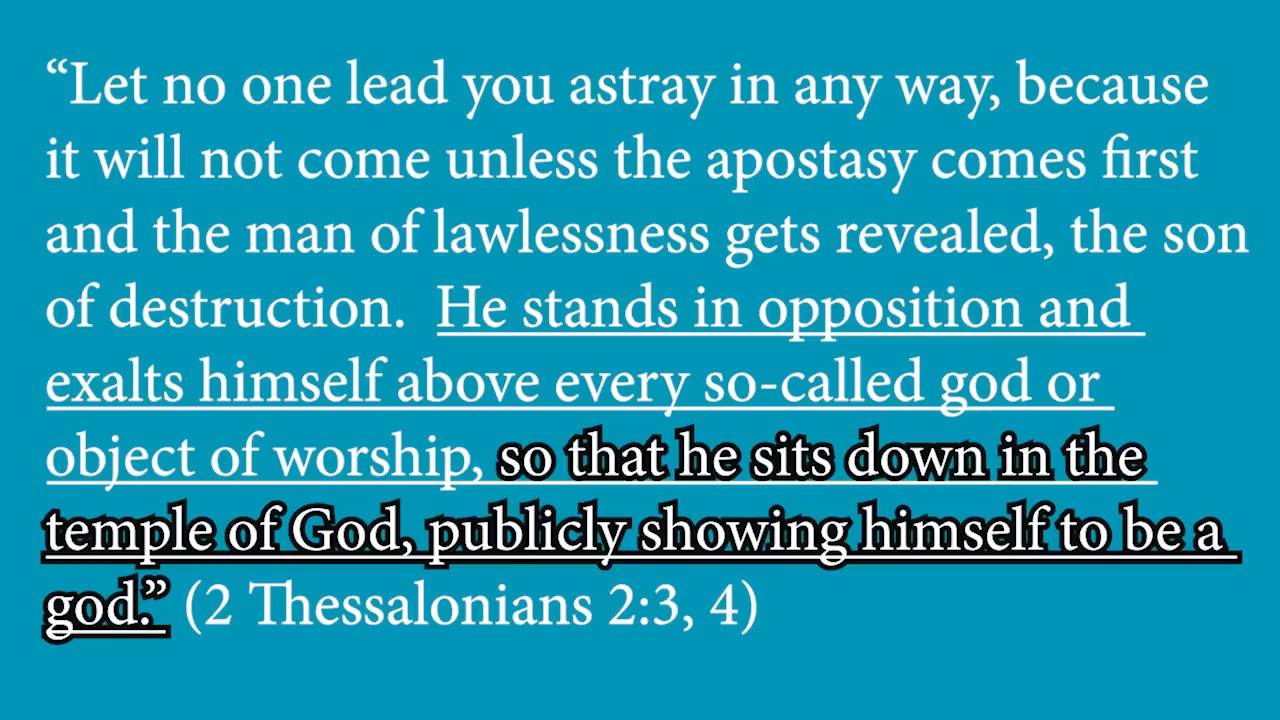 “Let no one lead you astray in any way, because
it will not come unless the apostasy comes first
and the man of lawlessness gets revealed, the son
of destruction.  He stands in opposition and
exalts himself above every so-called god or
object of worship, so that he sits down in the
temple of God, publicly showing himself to be a
god.” (2 Thessalonians 2:3, 4)